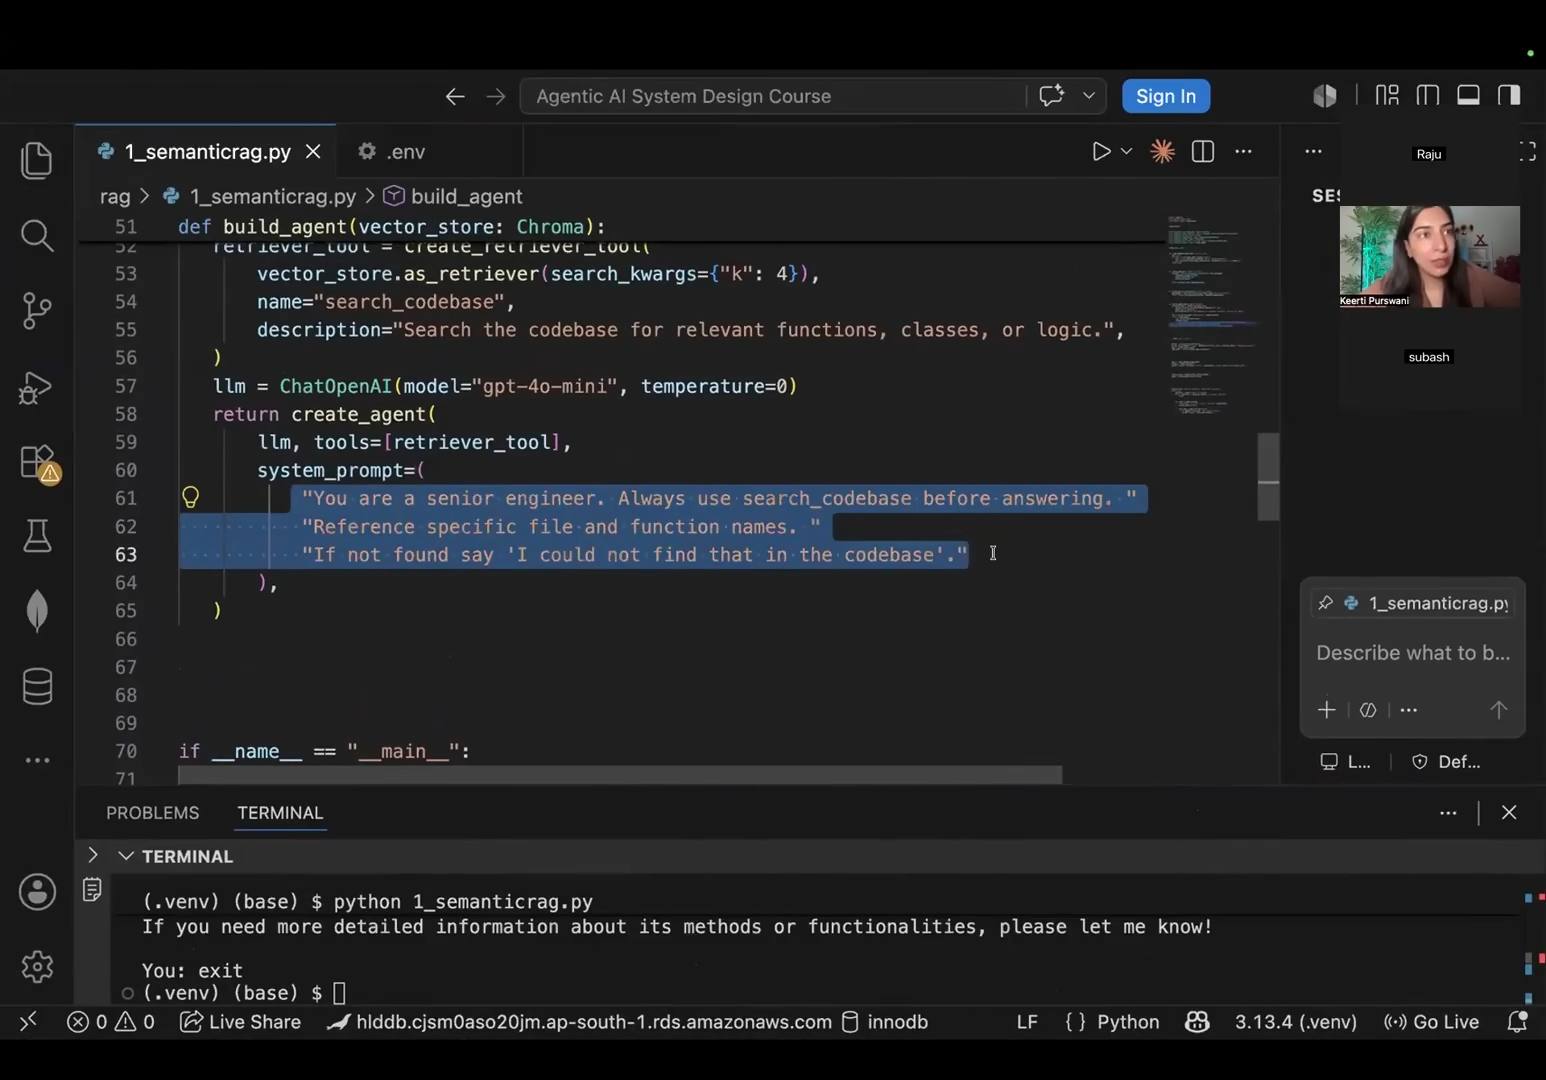 Agentic AI System Design Course
Sign In
1_semanticrag.py
.env
rag > 1_semanticrag.py > build_agent
51 def build_agent(vector_store: Chroma):
52 retriever_tool = create_retriever_tool(
53 vector_store.as_retriever(search_kwargs={"k": 4}),
54 name="search_codebase",
55 description="Search the codebase for relevant functions, classes, or logic.",
56 )
57 llm = ChatOpenAI(model="gpt-4o-mini", temperature=0)
58 return create_agent(
59 llm, tools=[retriever_tool],
60 system_prompt=(
61 "You are a senior engineer. Always use search_codebase before answering. "
62 "Reference specific file and function names. "
63 "If not found say 'I could not find that in the codebase'."
64 ),
65 )
66
67
68
69
70 if __name__ == "__main__":
71
SES
Raju
Keerti Purswani
subash
1_semanticrag.py
Describe what to b...
L...
Def...
PROBLEMS
TERMINAL
TERMINAL
(.venv) (base) $ python 1_semanticrag.py
If you need more detailed information about its methods or functionalities, please let me know!
You: exit
(.venv) (base) $
0 0 Live Share hlddb.cjsm0aso20jm.ap-south-1.rds.amazonaws.com innodb LF { } Python 3.13.4 (.venv) Go Live